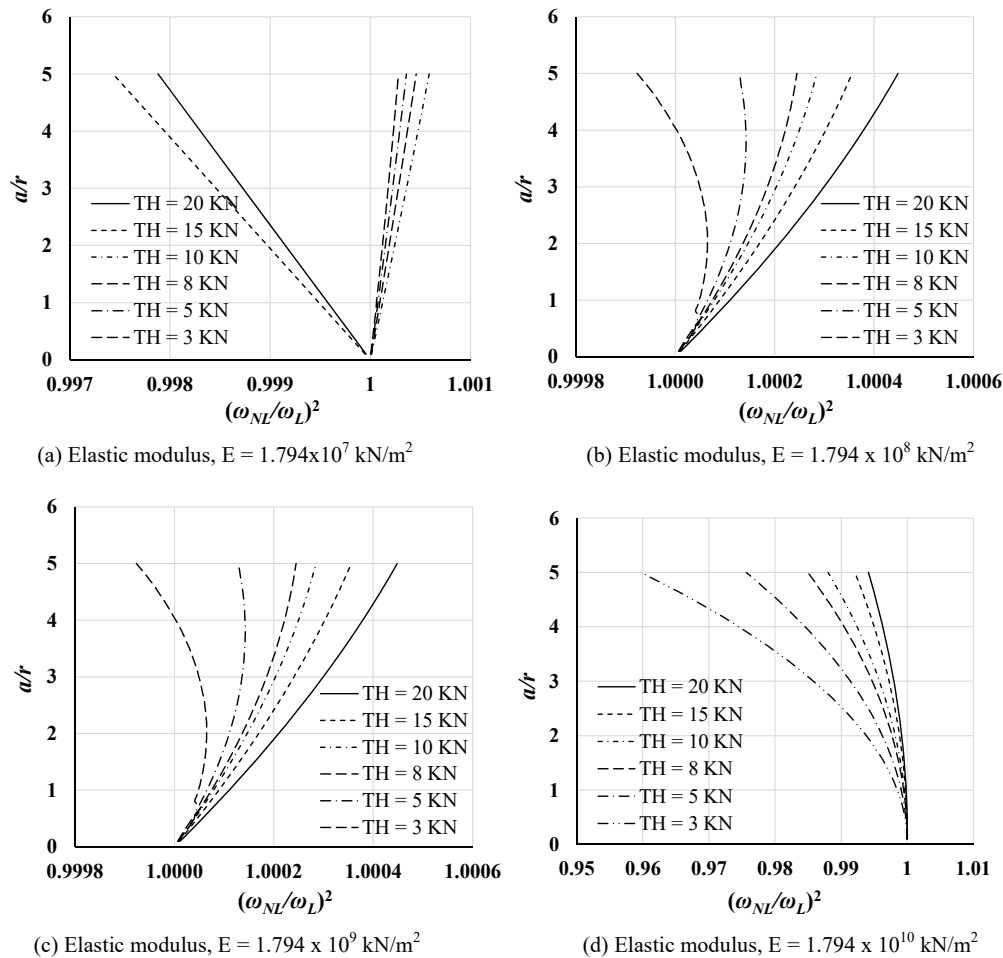 6
5
4
3
2
1
0
a/r
TH = 20 KN
TH = 15 KN
TH = 10 KN
TH = 8 KN
TH = 5 KN
TH = 3 KN
0.997 0.998 0.999 1 1.001
(ωNL/ωL)²
(a) Elastic modulus, E = 1.794x10⁷ kN/m²
6
5
4
3
2
1
0
a/r
TH = 20 KN
TH = 15 KN
TH = 10 KN
TH = 8 KN
TH = 5 KN
TH = 3 KN
0.9998 1.0000 1.0002 1.0004 1.0006
(ωNL/ωL)²
(b) Elastic modulus, E = 1.794 x 10⁸ kN/m²
6
5
4
3
2
1
0
a/r
TH = 20 KN
TH = 15 KN
TH = 10 KN
TH = 8 KN
TH = 5 KN
TH = 3 KN
0.9998 1.0000 1.0002 1.0004 1.0006
(ωNL/ωL)²
(c) Elastic modulus, E = 1.794 x 10⁹ kN/m²
6
5
4
3
2
1
0
a/r
TH = 20 KN
TH = 15 KN
TH = 10 KN
TH = 8 KN
TH = 5 KN
TH = 3 KN
0.95 0.96 0.97 0.98 0.99 1 1.01
(ωNL/ωL)²
(d) Elastic modulus, E = 1.794 x 10¹⁰ kN/m²